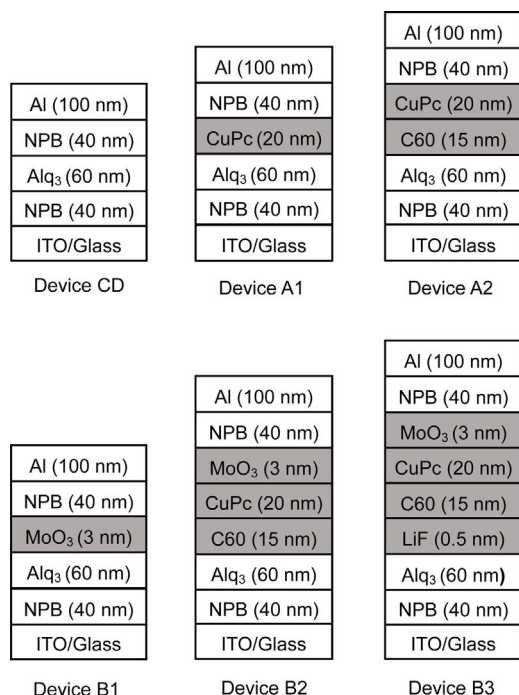 Al (100 nm)
NPB (40 nm)
Alq₃ (60 nm)
NPB (40 nm)
ITO/Glass
Device CD
Al (100 nm)
NPB (40 nm)
CuPc (20 nm)
Alq₃ (60 nm)
NPB (40 nm)
ITO/Glass
Device A1
Al (100 nm)
NPB (40 nm)
CuPc (20 nm)
C60 (15 nm)
Alq₃ (60 nm)
NPB (40 nm)
ITO/Glass
Device A2
Al (100 nm)
NPB (40 nm)
MoO₃ (3 nm)
Alq₃ (60 nm)
NPB (40 nm)
ITO/Glass
Device B1
Al (100 nm)
NPB (40 nm)
MoO₃ (3 nm)
CuPc (20 nm)
C60 (15 nm)
Alq₃ (60 nm)
NPB (40 nm)
ITO/Glass
Device B2
Al (100 nm)
NPB (40 nm)
MoO₃ (3 nm)
CuPc (20 nm)
C60 (15 nm)
LiF (0.5 nm)
Alq₃ (60 nm)
NPB (40 nm)
ITO/Glass
Device B3